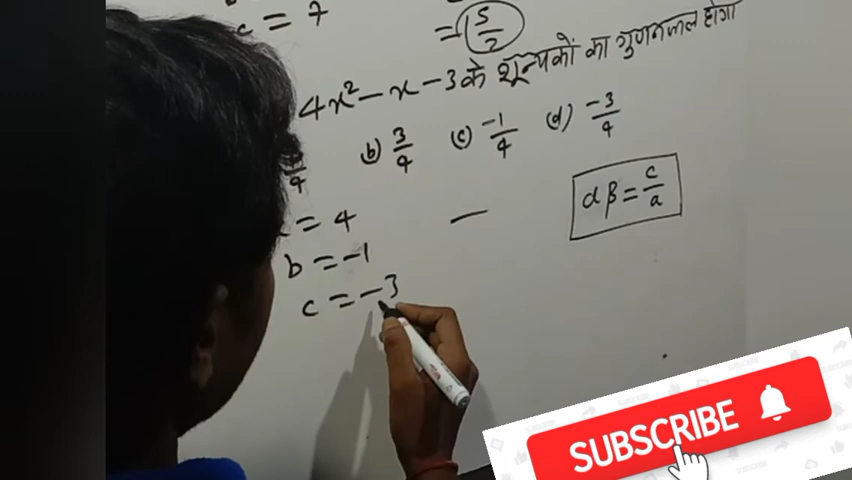 c = 7
= 5/2
4x² - x - 3 के शून्यकों का गुणनफल होगा
b) 3/4 c) -1/4 d) -3/4
= 4
b = -1
c = -3
αβ = c/a
SUBSCRIBE